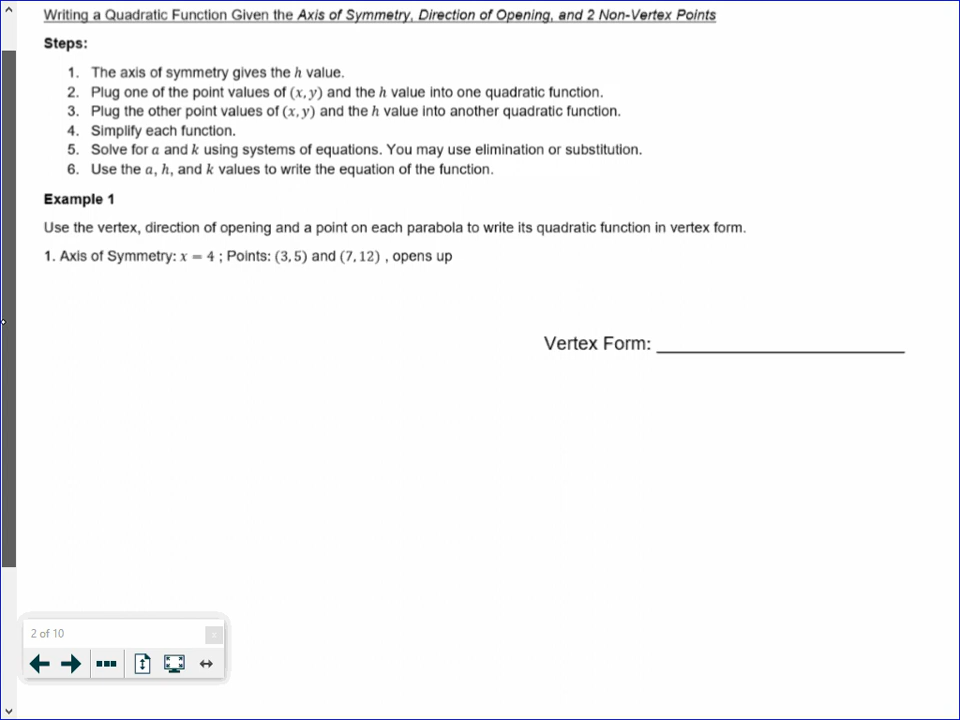 Writing a Quadratic Function Given the Axis of Symmetry, Direction of Opening, and 2 Non-Vertex Points
Steps:
1. The axis of symmetry gives the h value.
2. Plug one of the point values of (x, y) and the h value into one quadratic function.
3. Plug the other point values of (x, y) and the h value into another quadratic function.
4. Simplify each function.
5. Solve for a and k using systems of equations. You may use elimination or substitution.
6. Use the a, h, and k values to write the equation of the function.
Example 1
Use the vertex, direction of opening and a point on each parabola to write its quadratic function in vertex form.
1. Axis of Symmetry: x = 4 ; Points: (3, 5) and (7, 12) , opens up
Vertex Form: ____________________
2 of 10